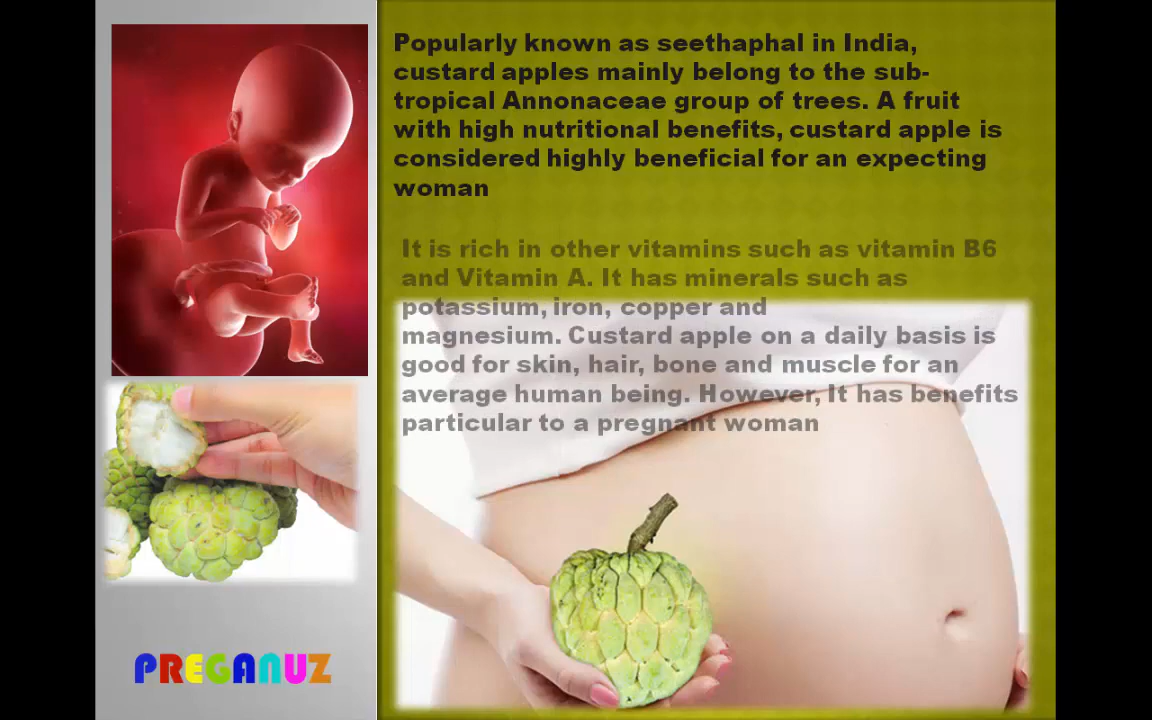 Popularly known as seethaphal in India,
custard apples mainly belong to the sub-
tropical Annonaceae group of trees. A fruit
with high nutritional benefits, custard apple is
considered highly beneficial for an expecting
woman
It is rich in other vitamins such as vitamin B6
and Vitamin A. It has minerals such as
potassium, iron, copper and
magnesium. Custard apple on a daily basis is
good for skin, hair, bone and muscle for an
average human being. However, It has benefits
particular to a pregnant woman
PREGANUZ